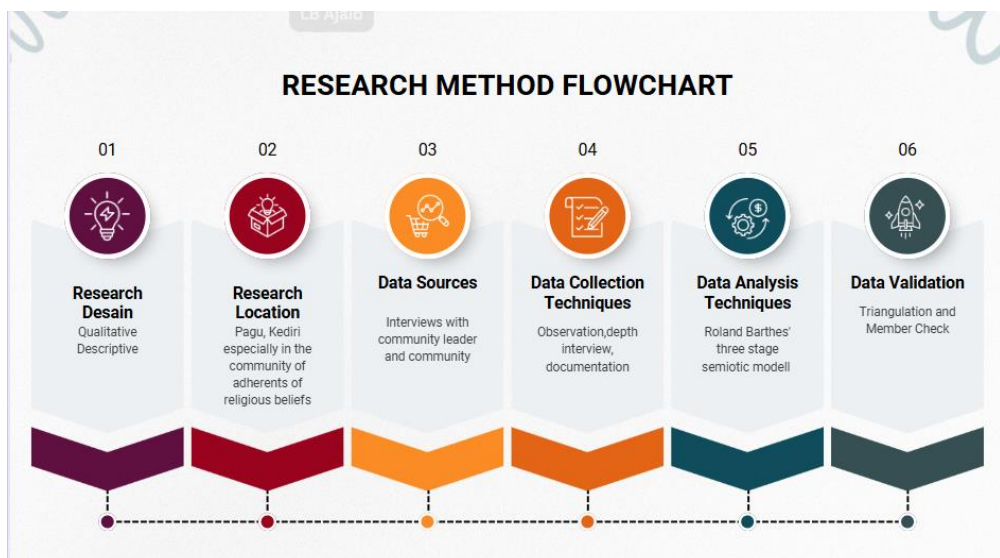 LB Ajaib
RESEARCH METHOD FLOWCHART
01
02
03
04
05
06
Research
Desain
Qualitative
Descriptive
Research
Location
Pagu, Kediri
especially in the
community of
adherents of
religious beliefs
Data Sources
Interviews with
community leader
and community
Data Collection
Techniques
Observation,depth
interview,
documentation
Data Analysis
Techniques
Roland Barthes'
three stage
semiotic modell
Data Validation
Triangulation and
Member Check